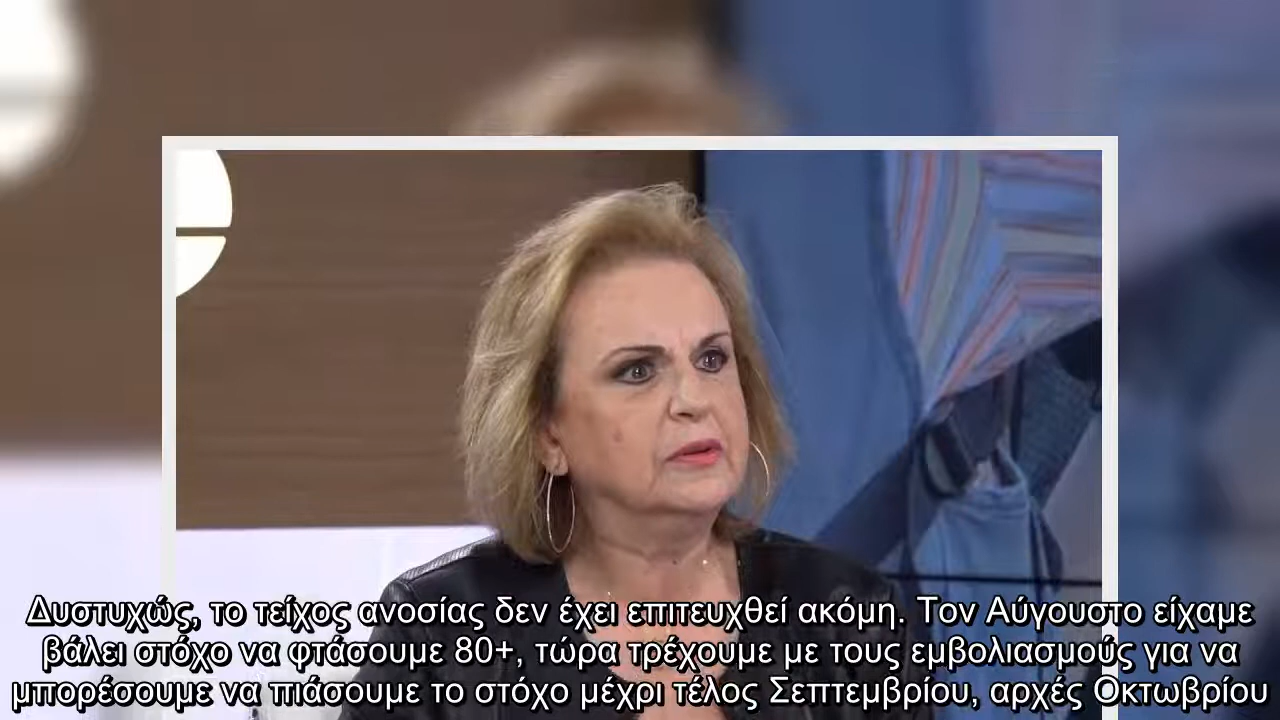 Δυστυχώς, το τείχος ανοσίας δεν έχει επιτευχθεί ακόμη. Τον Αύγουστο είχαμε
βάλει στόχο να φτάσουμε 80+, τώρα τρέχουμε με τους εμβολιασμούς για να
μπορέσουμε να πιάσουμε το στόχο μέχρι τέλος Σεπτεμβρίου, αρχές Οκτωβρίου